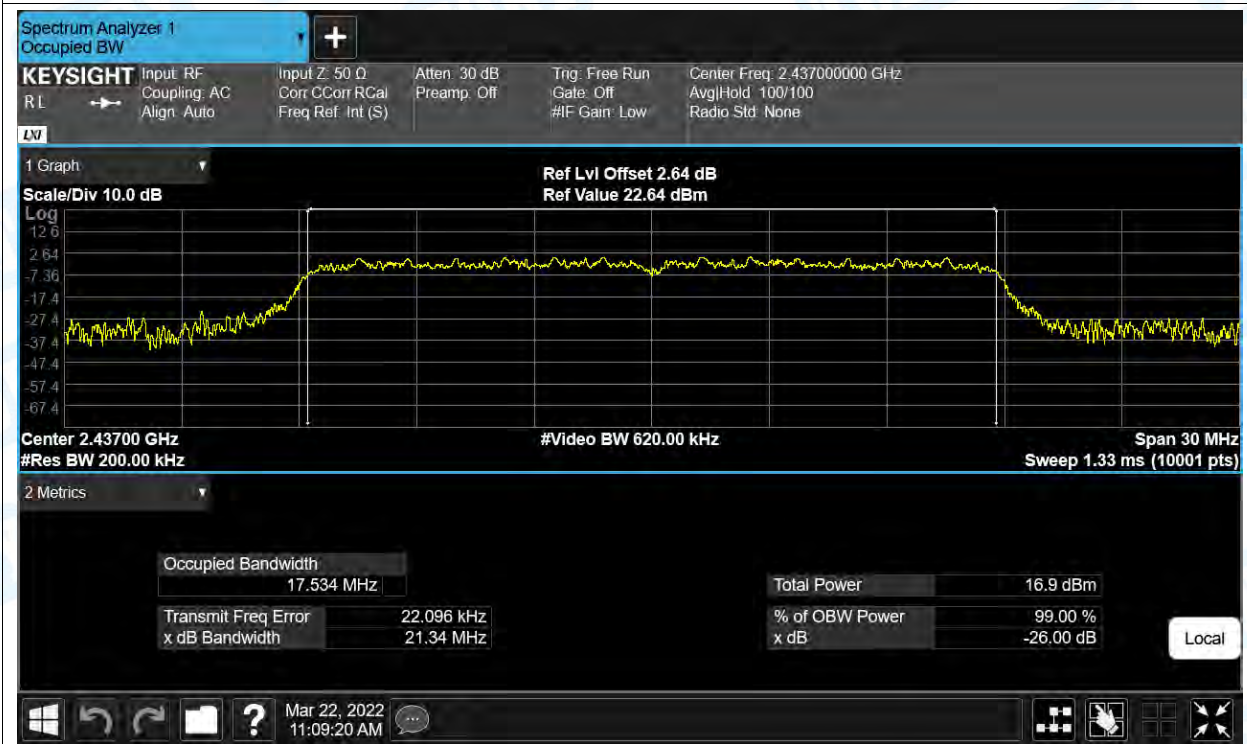 Spectrum Analyzer 1
Occupied BW
KEYSIGHT
R L
LXI
Input: RF
Coupling: AC
Align: Auto
Input Z: 50 Ω
Corr CCorr RCal
Freq Ref: Int (S)
Atten: 30 dB
Preamp: Off
Trig: Free Run
Gate: Off
#IF Gain: Low
Center Freq: 2.437000000 GHz
Avg|Hold: 100/100
Radio Std: None
1 Graph
Scale/Div 10.0 dB
Ref Lvl Offset 2.64 dB
Ref Value 22.64 dBm
Log
12.6
2.64
-7.36
-17.4
-27.4
-37.4
-47.4
-57.4
-67.4
Center 2.43700 GHz
#Video BW 620.00 kHz
Span 30 MHz
#Res BW 200.00 kHz
Sweep 1.33 ms (10001 pts)
2 Metrics
Occupied Bandwidth
17.534 MHz
Total Power 16.9 dBm
Transmit Freq Error 22.096 kHz
% of OBW Power 99.00 %
x dB Bandwidth 21.34 MHz
x dB -26.00 dB
Local
?
Mar 22, 2022
11:09:20 AM